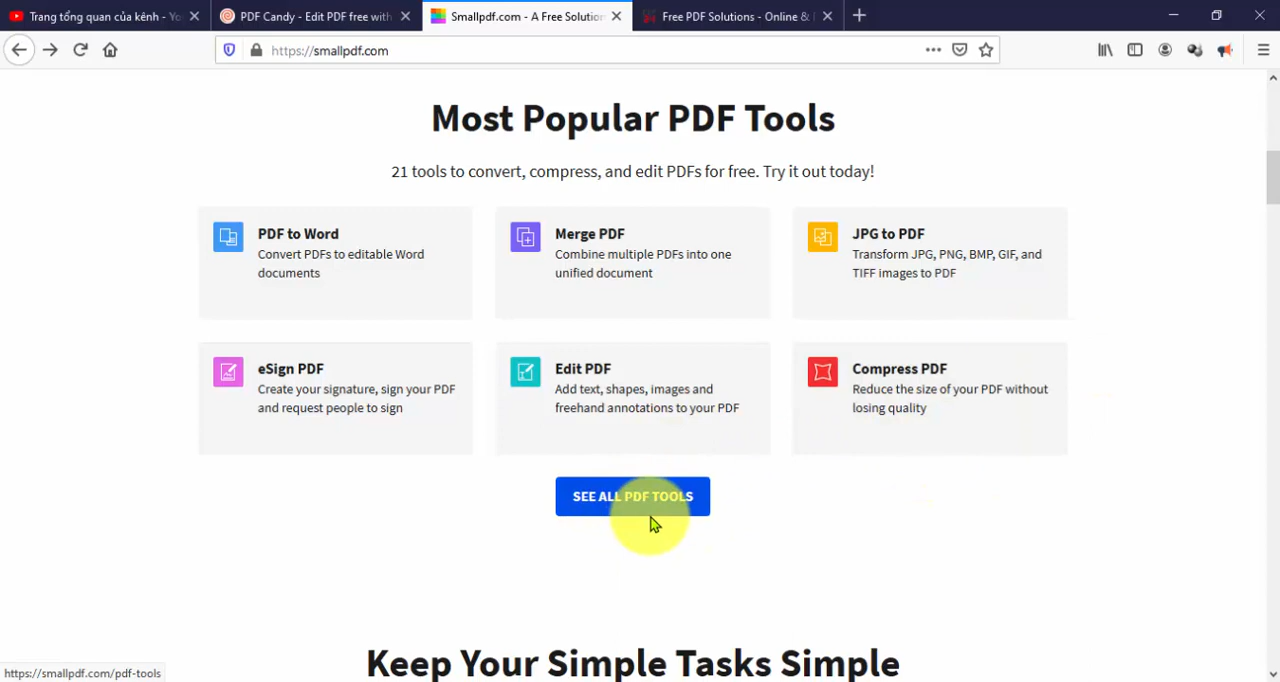 Trang tổng quan của kênh - Yo
PDF Candy - Edit PDF free with
Smallpdf.com - A Free Solution
Free PDF Solutions - Online &
https://smallpdf.com
Most Popular PDF Tools
21 tools to convert, compress, and edit PDFs for free. Try it out today!
PDF to Word
Convert PDFs to editable Word
documents
Merge PDF
Combine multiple PDFs into one
unified document
JPG to PDF
Transform JPG, PNG, BMP, GIF, and
TIFF images to PDF
eSign PDF
Create your signature, sign your PDF
and request people to sign
Edit PDF
Add text, shapes, images and
freehand annotations to your PDF
Compress PDF
Reduce the size of your PDF without
losing quality
SEE ALL PDF TOOLS
Keep Your Simple Tasks Simple
https://smallpdf.com/pdf-tools